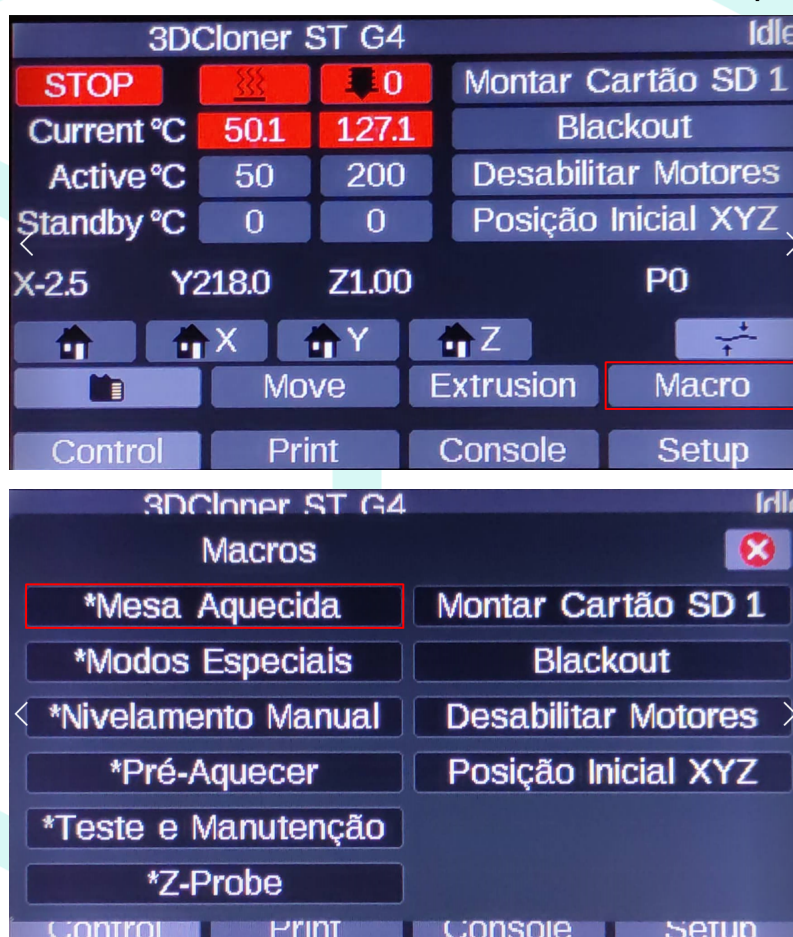 3DCloner ST G4 Idle
STOP 0 Montar Cartão SD 1
Current °C 50.1 127.1 Blackout
Active °C 50 200 Desabilitar Motores
Standby °C 0 0 Posição Inicial XYZ
X-2.5 Y218.0 Z1.00 P0
X Y Z
Move Extrusion Macro
Control Print Console Setup
3DCloner ST G4 Idle
Macros
*Mesa Aquecida Montar Cartão SD 1
*Modos Especiais Blackout
*Nivelamento Manual Desabilitar Motores
*Pré-Aquecer Posição Inicial XYZ
*Teste e Manutenção
*Z-Probe
Control Print Console Setup